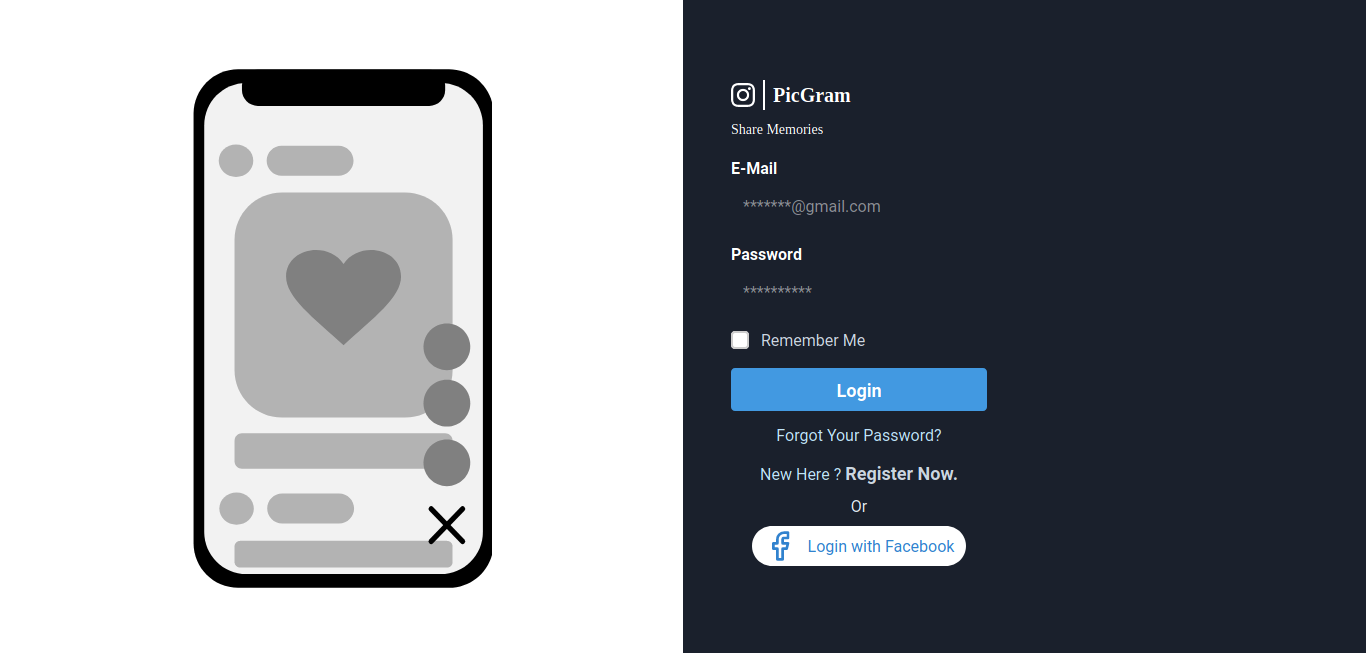 PicGram
Share Memories
E-Mail
*******@gmail.com
Password
**********
Remember Me
Login
Forgot Your Password?
New Here ? Register Now.
Or
Login with Facebook